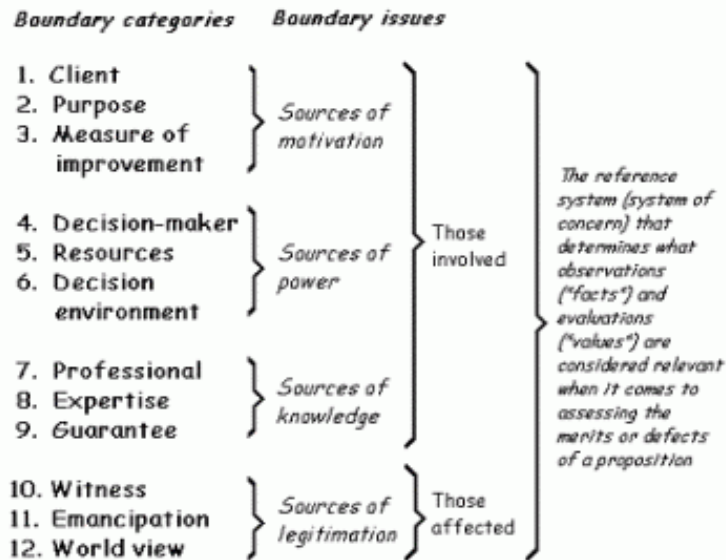 Boundary categories
Boundary issues
1. Client
2. Purpose
3. Measure of
improvement
Sources of
motivation
4. Decision-maker
5. Resources
6. Decision
environment
Sources of
power
7. Professional
8. Expertise
9. Guarantee
Sources of
knowledge
Those
involved
10. Witness
11. Emancipation
12. World view
Sources of
legitimation
Those
affected
The reference
system (system of
concern) that
determines what
observations
("facts") and
evaluations
("values") are
considered relevant
when it comes to
assessing the
merits or defects
of a proposition